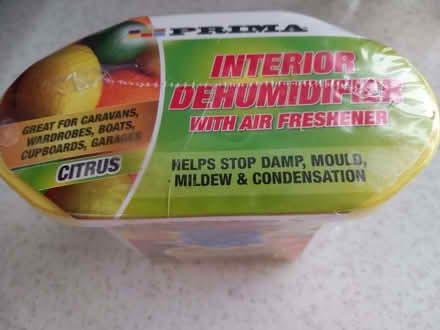 PRIMA
INTERIOR
DEHUMIDIFIER
WITH AIR FRESHENER
GREAT FOR CARAVANS,
WARDROBES, BOATS,
CUPBOARDS, GARAGES
CITRUS
HELPS STOP DAMP, MOULD,
MILDEW & CONDENSATION